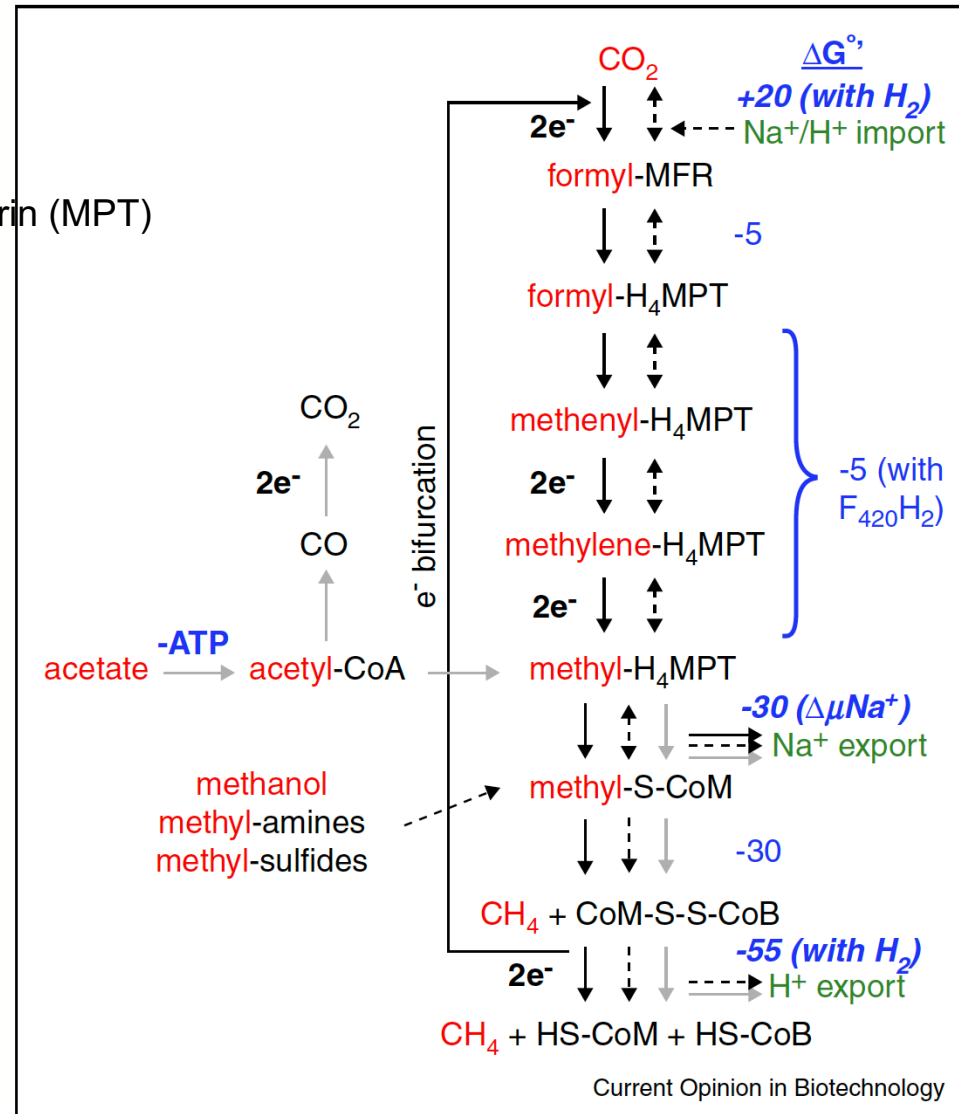 ΔG°'
CO₂
+20 (with H₂)
2e⁻
Na⁺/H⁺ import
formyl-MFR
rin (MPT)
-5
formyl-H₄MPT
CO₂
methenyl-H₄MPT
2e⁻
2e⁻
-5 (with
F₄₂₀H₂)
e⁻ bifurcation
CO
methylene-H₄MPT
2e⁻
-ATP
acetate
acetyl-CoA
methyl-H₄MPT
-30 (ΔμNa⁺)
Na⁺ export
methanol
methyl-amines
methyl-sulfides
methyl-S-CoM
-30
CH₄ + CoM-S-S-CoB
-55 (with H₂)
2e⁻
H⁺ export
CH₄ + HS-CoM + HS-CoB
Current Opinion in Biotechnology